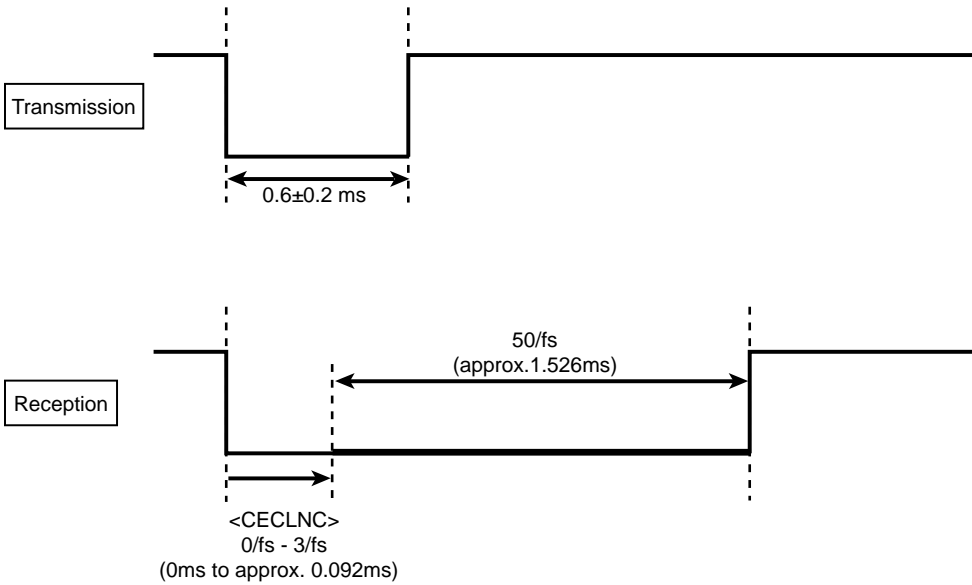 Transmission
0.6±0.2 ms
50/fs
(approx.1.526ms)
Reception
<CECLNC>
0/fs - 3/fs
(0ms to approx. 0.092ms)